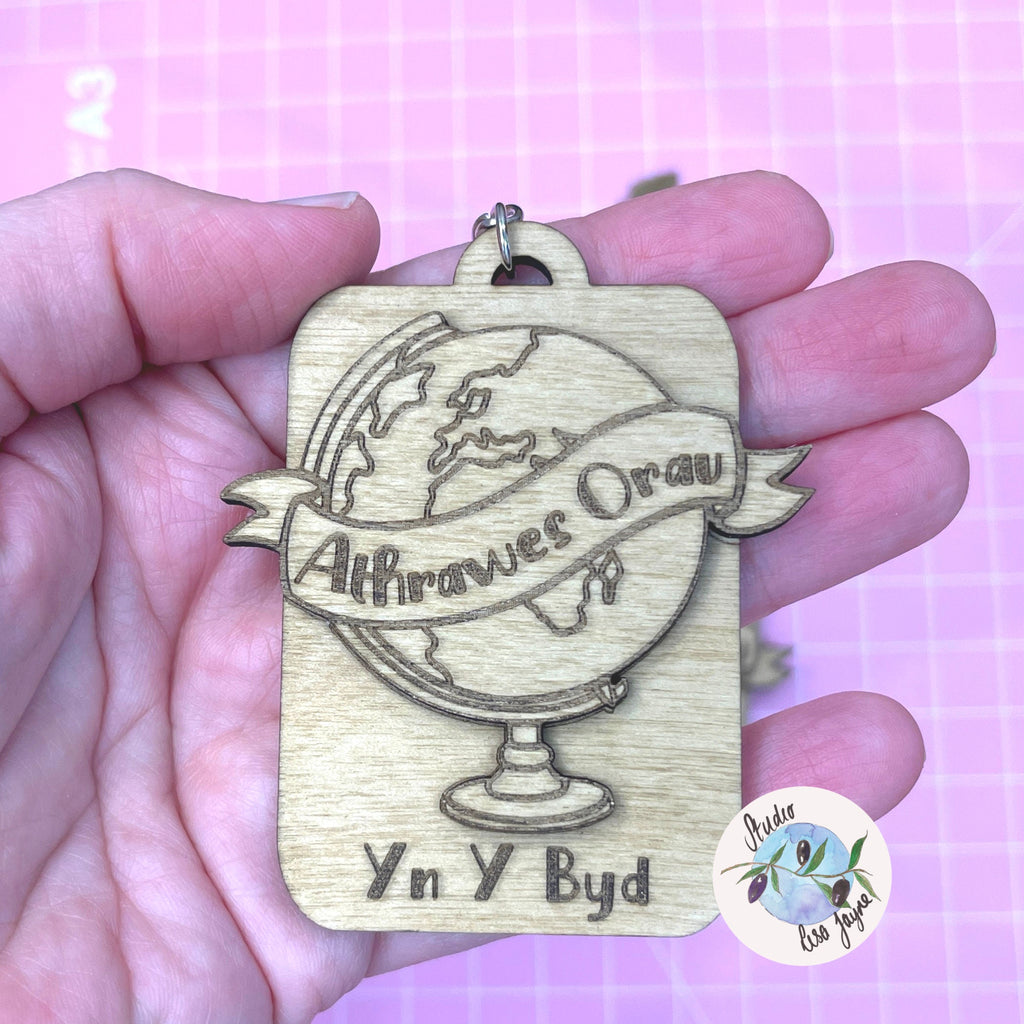 A3
Athrawes Orau
Yn Y Byd
Studio
Lisa Jayne